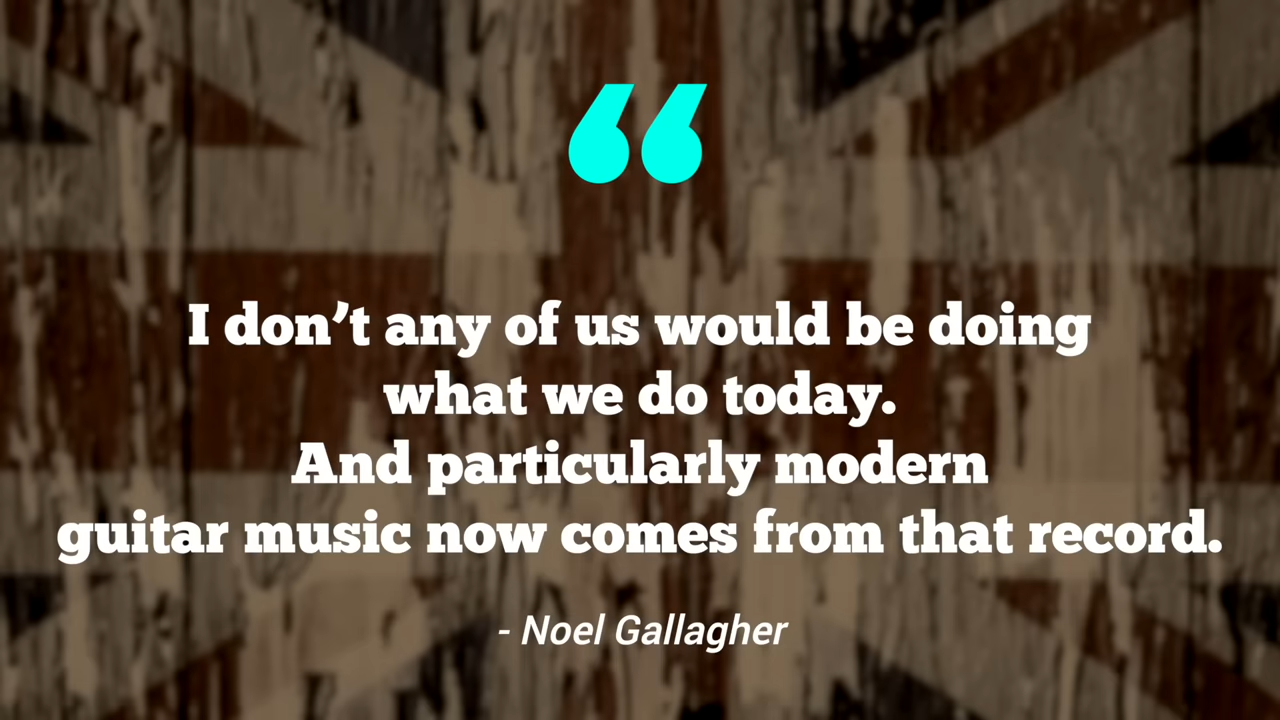 “
I don’t any of us would be doing
what we do today.
And particularly modern
guitar music now comes from that record.
- Noel Gallagher